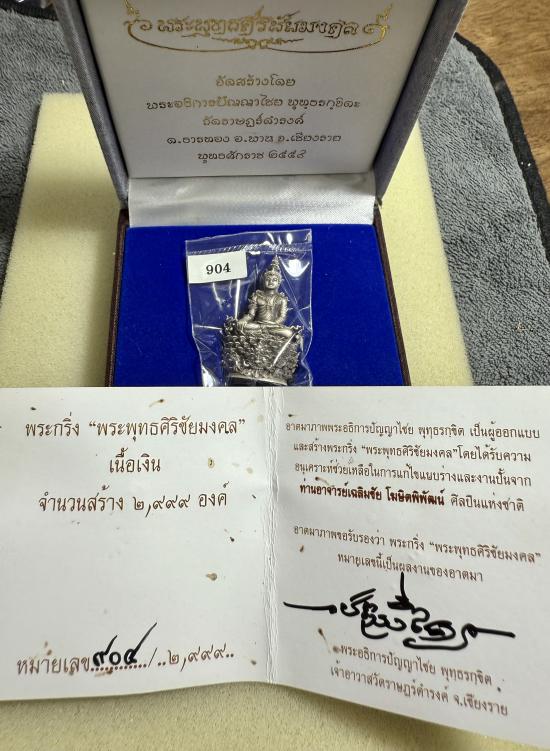 พระพุทธศิริชัยมงคล
จัดสร้างโดย
พระอธิการปัญญาไชย พุทฺธรกฺขิตะ
วัดราษฎร์ดำรงค์
ต.ธารทอง อ.พาน จ.เชียงราย
พุทธศักราช ๒๕๕๘
904
พระกริ่ง “พระพุทธศิริชัยมงคล”
เนื้อเงิน
จำนวนสร้าง ๒,๙๙๙ องค์
หมายเลข ๙๐๔ /..๒,๙๙๙..
อาตมาภาพพระอธิการปัญญาไชย พุทฺธรกฺขิต เป็นผู้ออกแบบ
และสร้างพระกริ่ง “พระพุทธศิริชัยมงคล”โดยได้รับความ
อนุเคราะห์ช่วยเหลือในการแก้ไขแบบร่างและงานปั้นจาก
ท่านอาจารย์เฉลิมชัย โฆษิตพิพัฒน์ ศิลปินแห่งชาติ
อาตมาภาพขอรับรองว่า พระกริ่ง “พระพุทธศิริชัยมงคล”
หมายเลขนี้เป็นผลงานของอาตมา
พระอธิการปัญญาไชย พุทฺธรกฺขิต
เจ้าอาวาสวัดราษฎร์ดำรงค์ จ.เชียงราย